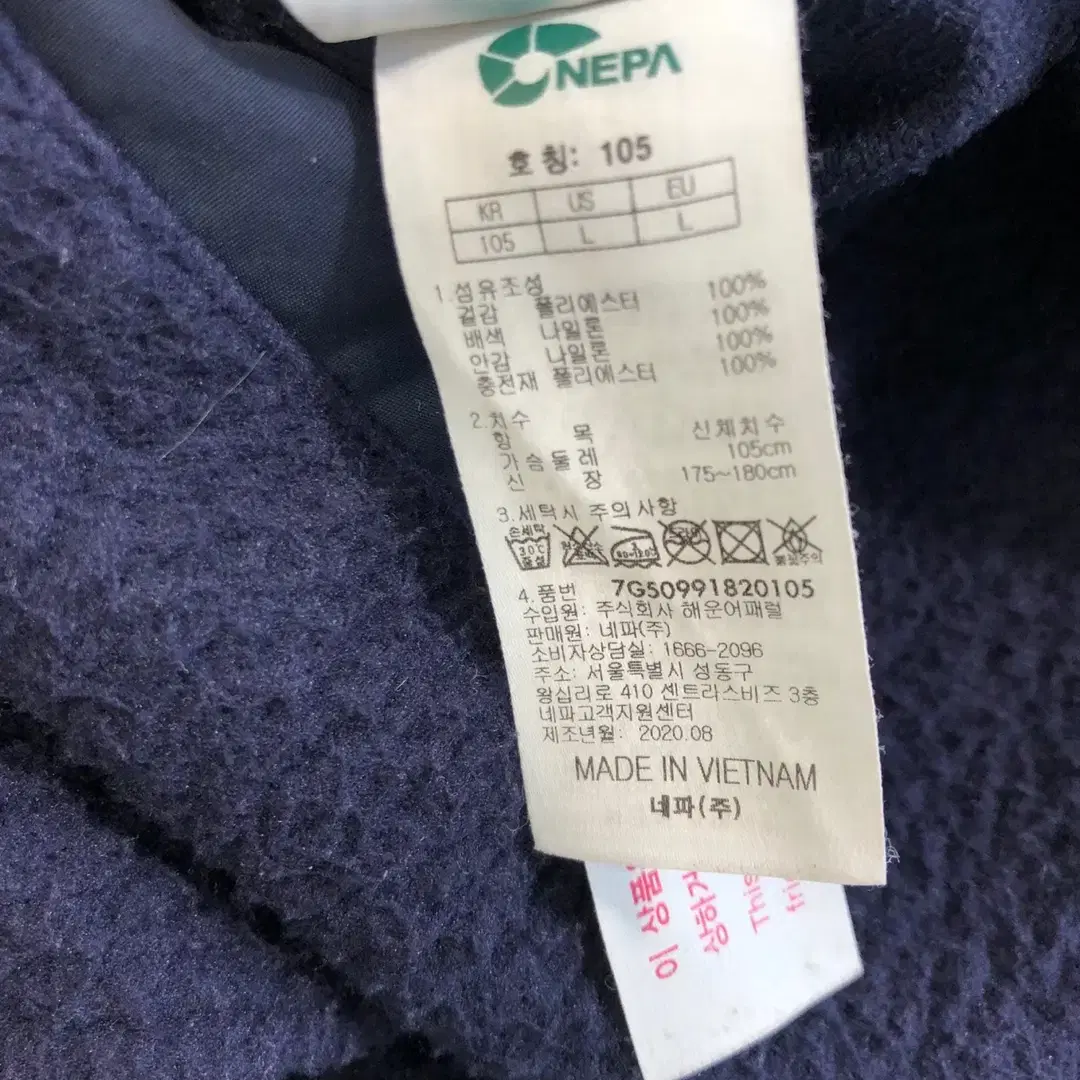 NEPA
호 칭: 105
KR US EU
105 L L
1.섬유조성
겉감 폴리에스터 100%
배색 나일론 100%
안감 나일론 100%
충전재 폴리에스터 100%
2.치수
항 목 신체치수
가슴둘레 105cm
신 장 175~180cm
3.세탁시 주의사항
손세탁
30℃
중성
4.품번 7G50991820105
수입원: 주식회사 해운어패럴
판매원: 네파(주)
소비자상담실: 1666-2096
주소: 서울특별시 성동구
왕십리로 410 센트라스비즈 3층
네파고객지원센터
제조년월: 2020.08
MADE IN VIETNAM
네파(주)
이 상품
상하거
This